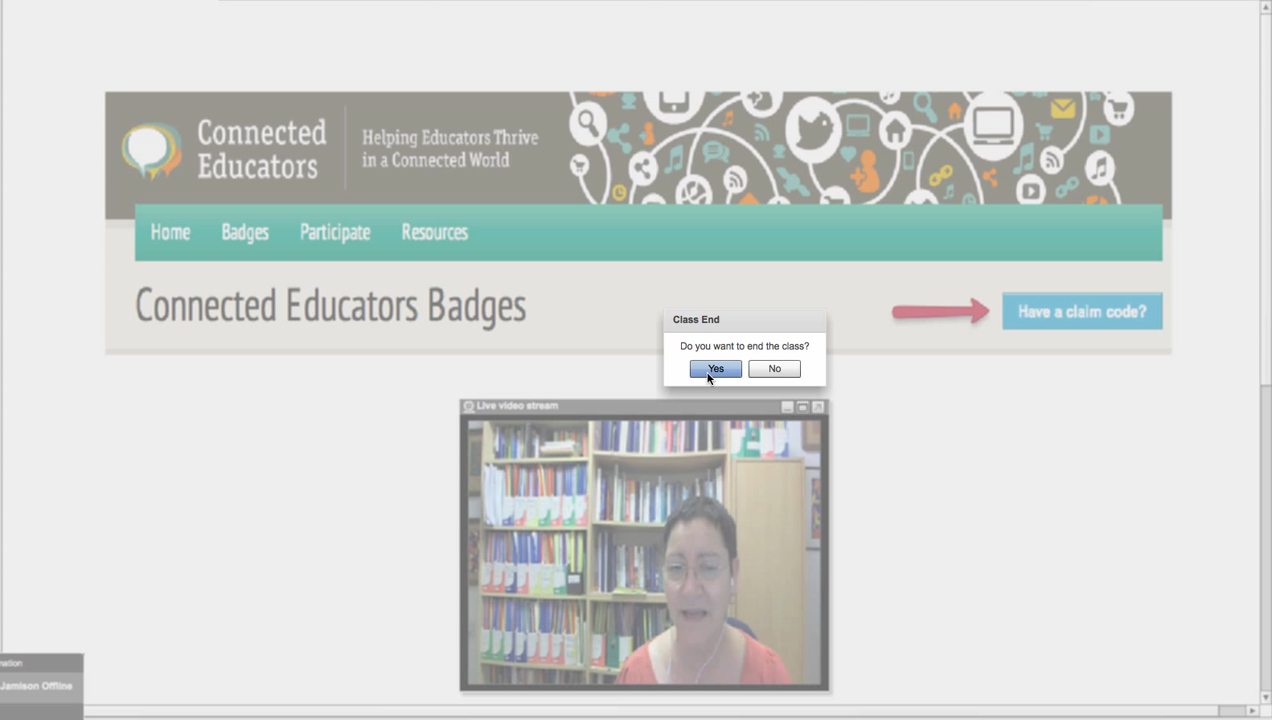 Connected
Educators
Helping Educators Thrive
in a Connected World
Home Badges Participate Resources
Connected Educators Badges
Have a claim code?
Class End
Do you want to end the class?
Yes No
Live video stream
Jamison Offline